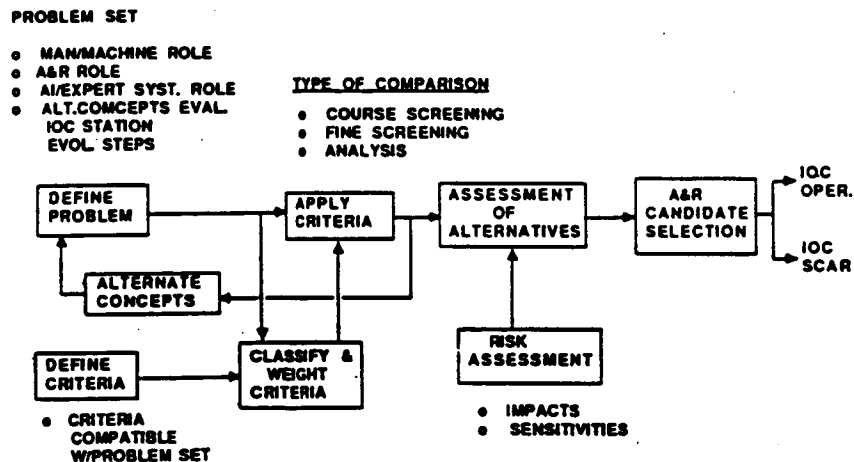 PROBLEM SET
● MAN/MACHINE ROLE
● A&R ROLE
● AI/EXPERT SYST. ROLE
● ALT.COMCEPTS EVAL.
IOC STATION
EVOL. STEPS
TYPE OF COMPARISON
● COURSE SCREENING
● FINE SCREENING
● ANALYSIS
DEFINE
PROBLEM
APPLY
CRITERIA
ASSESSMENT
OF
ALTERNATIVES
A&R
CANDIDATE
SELECTION
IOC
OPER.
IOC
SCAR
ALTERNATE
CONCEPTS
DEFINE
CRITERIA
CLASSIFY &
WEIGHT
CRITERIA
RISK
ASSESSMENT
● CRITERIA
COMPATIBLE
W/PROBLEM SET
● IMPACTS
● SENSITIVITIES